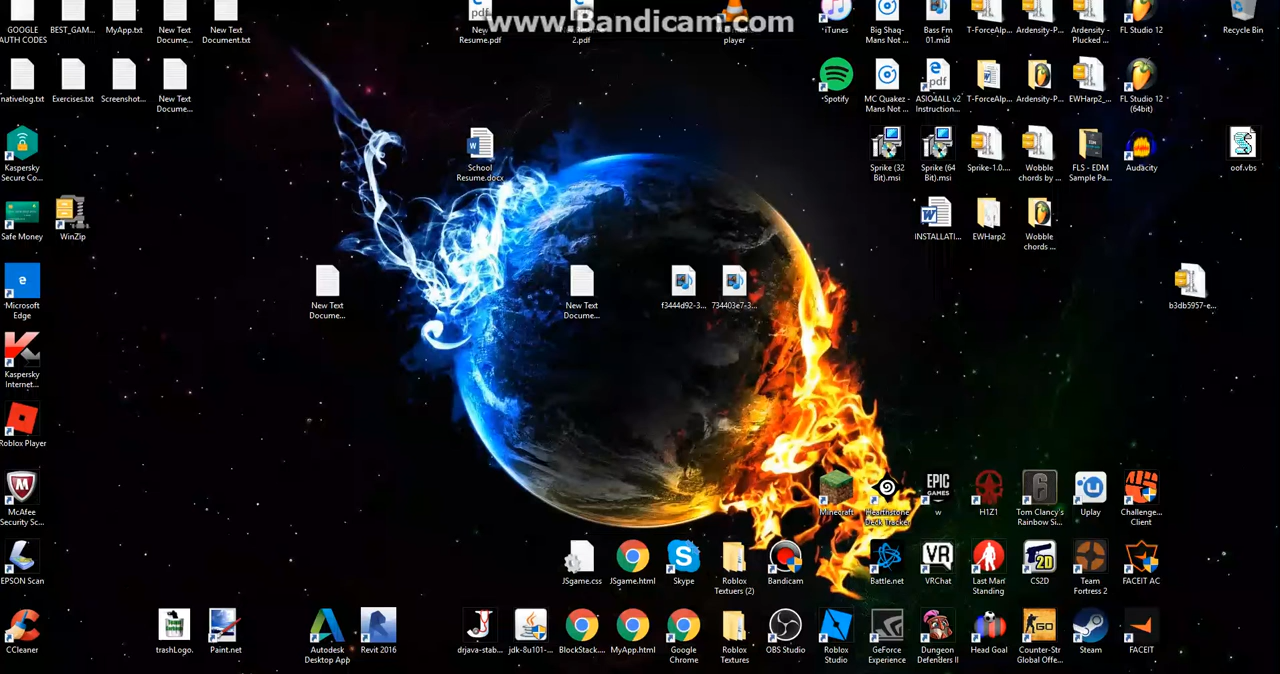 www.Bandicam.com
GOOGLE AUTH CODES
BEST_GAM...
MyApp.txt
New Text Docume...
New Text Document.txt
New Resume.pdf
2.pdf
player
iTunes
Big Shaq- Mans Not ...
Bass Fm 01.mid
T-ForceAlp...
Ardensity-P...
Ardensity - Plucked ...
FL Studio 12
Recycle Bin
nativelog.txt
Exercises.txt
Screenshot...
New Text Docume...
Spotify
MC Quakez - Mans Not ...
pdf
ASIO4ALL v2 Instruction...
T-ForceAlp...
Ardensity-P...
EWHarp2_...
FL Studio 12 (64bit)
Kaspersky Secure Co...
School Resume.docx
Sprike (32 Bit).msi
Sprike (64 Bit).msi
Sprike-1.0....
Wobble chords by ...
FLS - EDM Sample Pa...
Audacity
oof.vbs
Safe Money
WinZip
INSTALLATI...
EWHarp2
Wobble chords ...
Microsoft Edge
New Text Docume...
New Text Docume...
f3444d92-3...
734403e7-3...
b3db5957-e...
Kaspersky Internet...
Roblox Player
McAfee Security Sc...
Minecraft
Hearthstone Deck Tracker
EPIC GAMES
w
H1Z1
Tom Clancy's Rainbow Si...
Uplay
Challenge... Client
EPSON Scan
JSgame.css
JSgame.html
Skype
Roblox Textuers (2)
Bandicam
Battle.net
VR
VRChat
Last Man Standing
2D
CS2D
Team Fortress 2
FACEIT AC
CCleaner
trashLogo.
Paint.net
Autodesk Desktop App
Revit 2016
drjava-stab...
jdk-8u101-...
BlockStack....
MyApp.html
Google Chrome
Roblox Textures
OBS Studio
Roblox Studio
GeForce Experience
Dungeon Defenders II
Head Goal
GO
Counter-Str Global Offe...
Steam
FACEIT